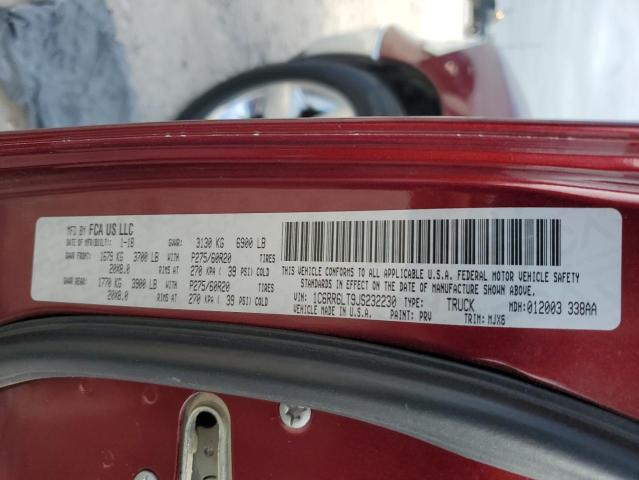 MFD BY FCA US LLC
DATE OF MFR(BUILT): 1-18 GVWR: 3130 KG 6900 LB
GAWR FRONT: 1679 KG 3700 LB WITH P275/60R20 TIRES
20X8.0 RIMS AT 270 KPA ( 39 PSI) COLD
GAWR REAR: 1770 KG 3900 LB WITH P275/60R20 TIRES
20X8.0 RIMS AT 270 KPA ( 39 PSI) COLD
THIS VEHICLE CONFORMS TO ALL APPLICABLE U.S.A. FEDERAL MOTOR VEHICLE SAFETY
STANDARDS IN EFFECT ON THE DATE OF MANUFACTURE SHOWN ABOVE.
VIN: 1C6RR6LT9JS232230 TYPE: TRUCK MDH:012003 338AA
VEHICLE MADE IN U.S.A. PAINT: PRV TRIM: MJX8